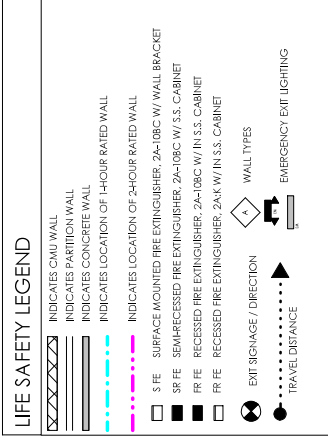 LIFE SAFETY LEGEND
INDICATES CMU WALL
INDICATES PARTITION WALL
INDICATES CONCRETE WALL
INDICATES LOCATION OF 1-HOUR RATED WALL
INDICATES LOCATION OF 2-HOUR RATED WALL
S FE SURFACE MOUNTED FIRE EXTINGUISHER, 2A-10BC W/ WALL BRACKET
SR FE SEMI-RECESSED FIRE EXTINGUISHER, 2A-10BC W/ S.S. CABINET
FR FE RECESSED FIRE EXTINGUISHER, 2A-10BC W/ IN S.S. CABINET
FR FE RECESSED FIRE EXTINGUISHER, 2A:K W/ IN S.S. CABINET
EXIT SIGNAGE / DIRECTION
A WALL TYPES
TRAVEL DISTANCE
EMERGENCY EXIT LIGHTING